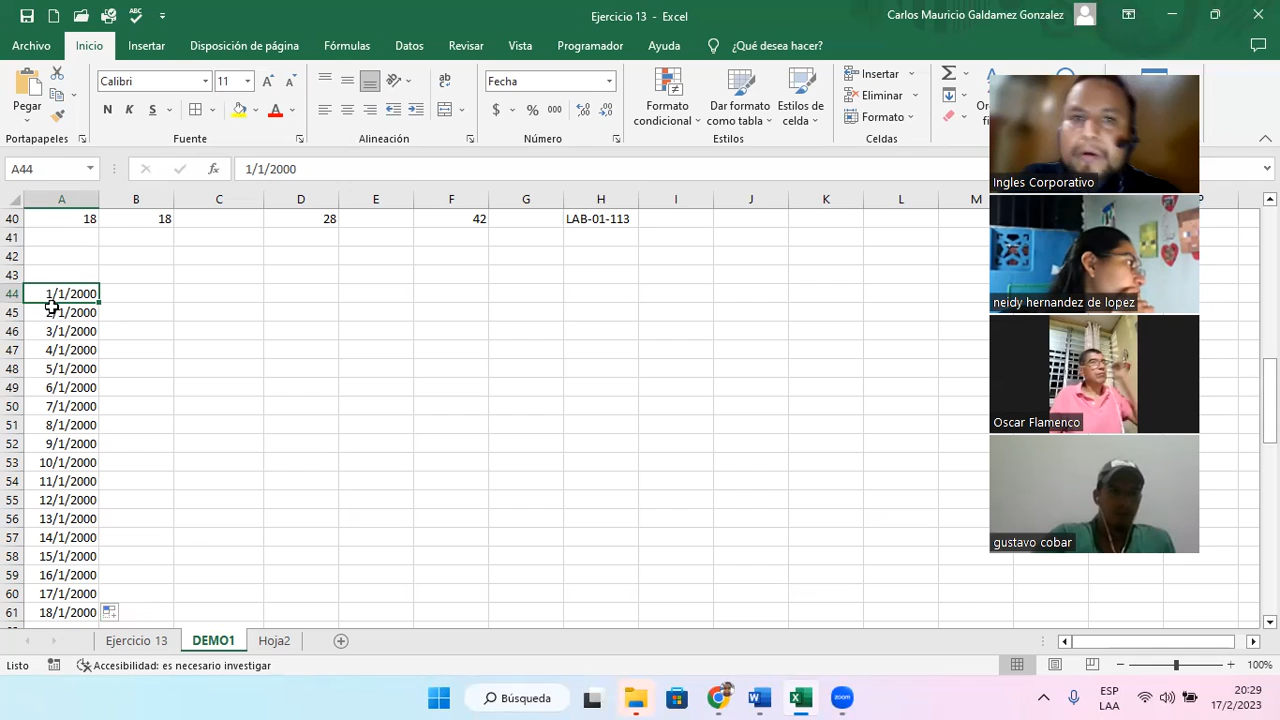 Ejercicio 13 - Excel
Carlos Mauricio Galdamez Gonzalez
Archivo Inicio Insertar Disposición de página Fórmulas Datos Revisar Vista Programador Ayuda ¿Qué desea hacer?
Pegar
Calibri 11
N K S
ab
Fecha
$ % 000
Formato condicional
Dar formato como tabla
Estilos de celda
Insertar
Eliminar
Formato
Portapapeles Fuente Alineación Número Estilos Celdas
A44 fx 1/1/2000
A B C D E F G H I J K L M P
40 18 18 28 42 LAB-01-113
41
42
43
44 1/1/2000
45 /1/2000
46 3/1/2000
47 4/1/2000
48 5/1/2000
49 6/1/2000
50 7/1/2000
51 8/1/2000
52 9/1/2000
53 10/1/2000
54 11/1/2000
55 12/1/2000
56 13/1/2000
57 14/1/2000
58 15/1/2000
59 16/1/2000
60 17/1/2000
61 18/1/2000
Ingles Corporativo
neidy hernandez de lopez
Oscar Flamenco
gustavo cobar
Ejercicio 13 DEMO1 Hoja2
Listo Accesibilidad: es necesario investigar 100%
Búsqueda
ESP
LAA
20:29
17/2/2023